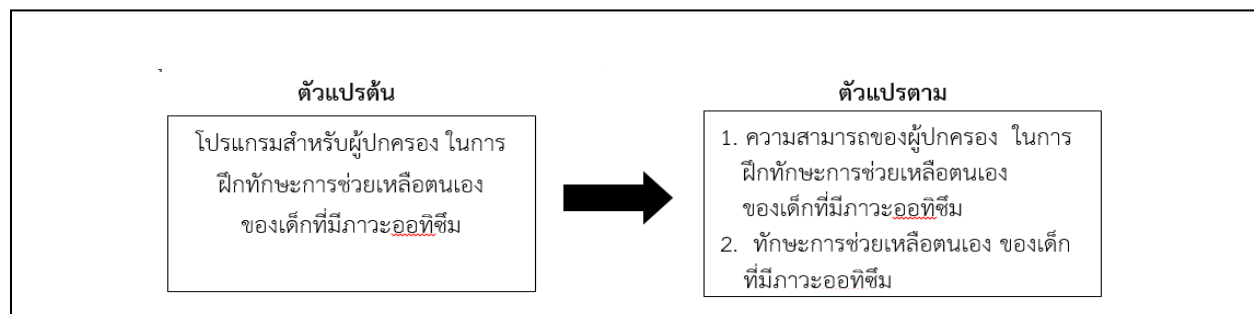 ตัวแปรต้น
โปรแกรมสำหรับผู้ปกครอง ในการ
ฝึกทักษะการช่วยเหลือตนเอง
ของเด็กที่มีภาวะออทิซึม
ตัวแปรตาม
1. ความสามารถของผู้ปกครอง ในการ
ฝึกทักษะการช่วยเหลือตนเอง
ของเด็กที่มีภาวะออทิซึม
2. ทักษะการช่วยเหลือตนเอง ของเด็ก
ที่มีภาวะออทิซึม